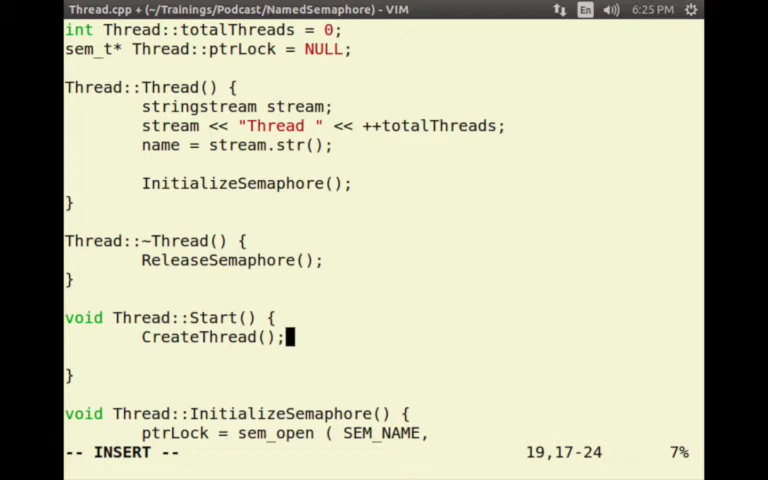 Thread.cpp + (~/Trainings/Podcast/NamedSemaphore) - VIM
En
6:25 PM
int Thread::totalThreads = 0;
sem_t* Thread::ptrLock = NULL;
Thread::Thread() {
stringstream stream;
stream << "Thread " << ++totalThreads;
name = stream.str();
InitializeSemaphore();
}
Thread::~Thread() {
ReleaseSemaphore();
}
void Thread::Start() {
CreateThread();
}
void Thread::InitializeSemaphore() {
ptrLock = sem_open ( SEM_NAME,
-- INSERT --
19,17-24
7%